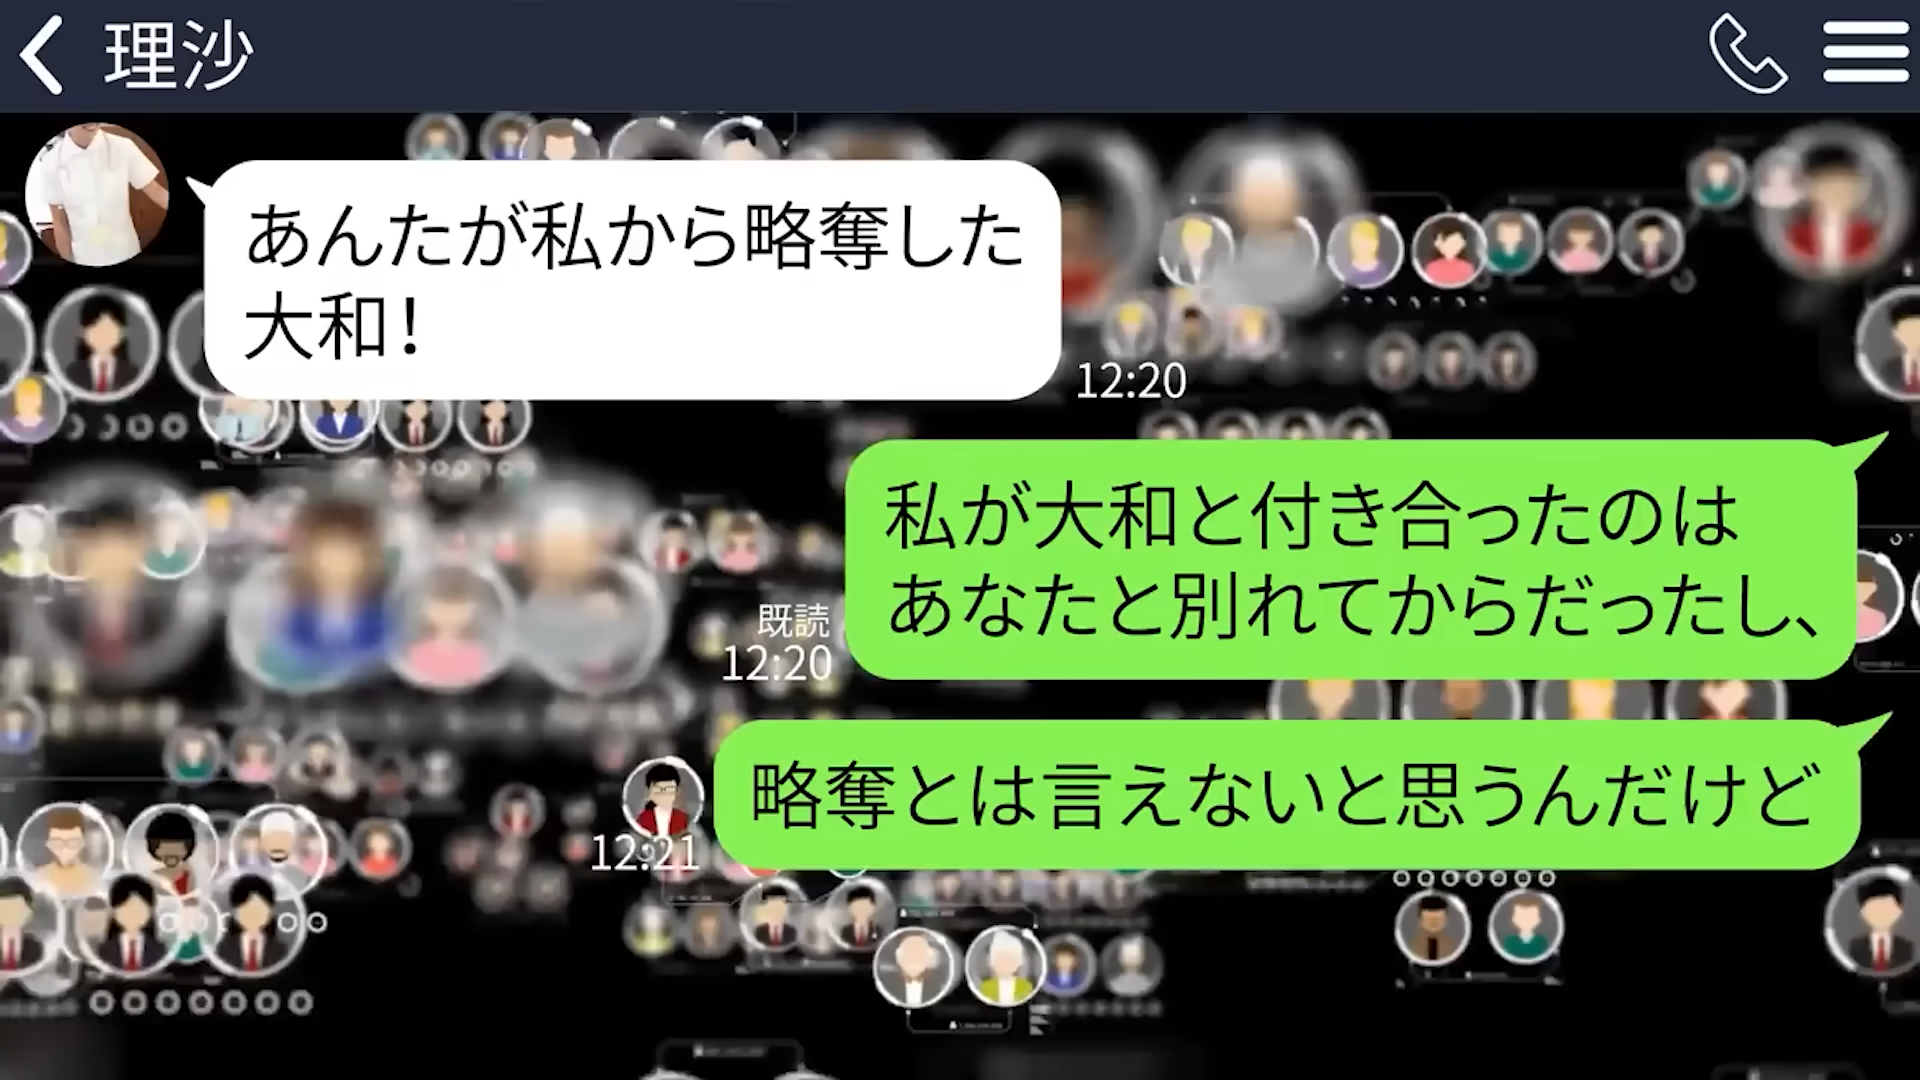 理沙
あんたが私から略奪した
大和！
12:20
私が大和と付き合ったのは
あなたと別れてからだったし、
既読
12:20
略奪とは言えないと思うんだけど
12:21